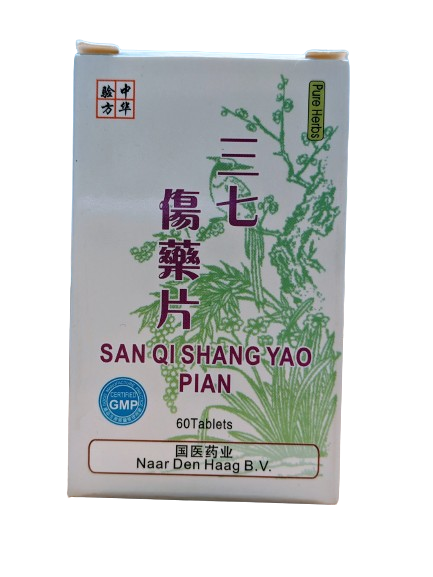 中华
验方
Pure Herbs
三七
傷藥片
SAN QI SHANG YAO
PIAN
CERTIFIED
GMP
60Tablets
国医药业
Naar Den Haag B.V.